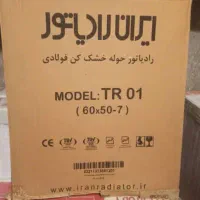 ایران رادیاتور
رادیاتور حوله خشک کن فولادی
MODEL: TR 01
( 60x50-7 )
www.iranradiator.ir